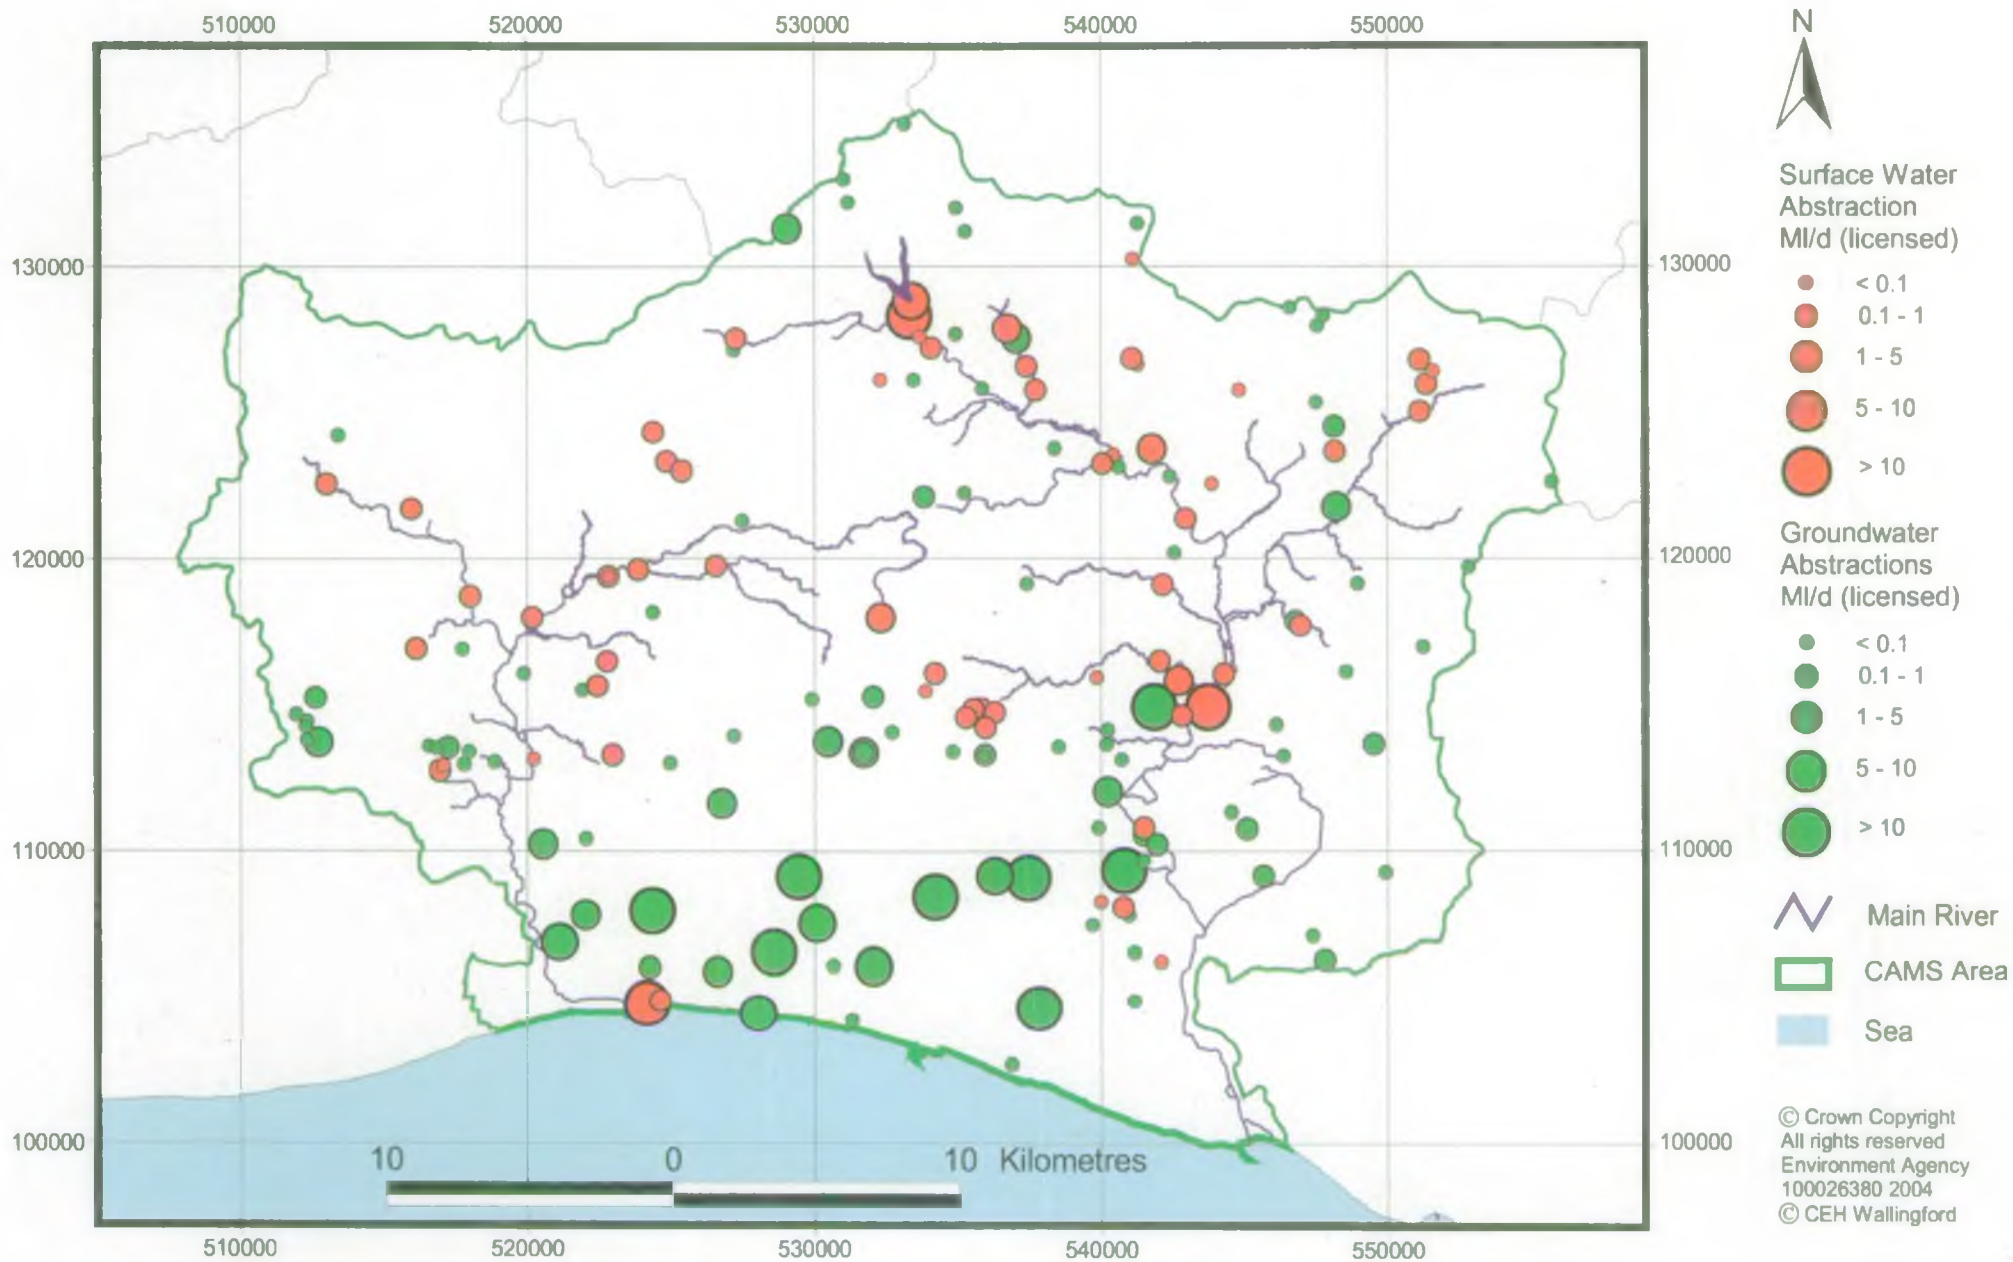 510000 520000 530000 540000 550000
N
Surface Water
Abstraction
Ml/d (licensed)
< 0.1
0.1 - 1
1 - 5
5 - 10
> 10
Groundwater
Abstractions
Ml/d (licensed)
< 0.1
0.1 - 1
1 - 5
5 - 10
> 10
Main River
CAMS Area
Sea
© Crown Copyright
All rights reserved
Environment Agency
100026380 2004
© CEH Wallingford
130000 130000
120000 120000
110000 110000
100000 100000
10 0 10 Kilometres
510000 520000 530000 540000 550000